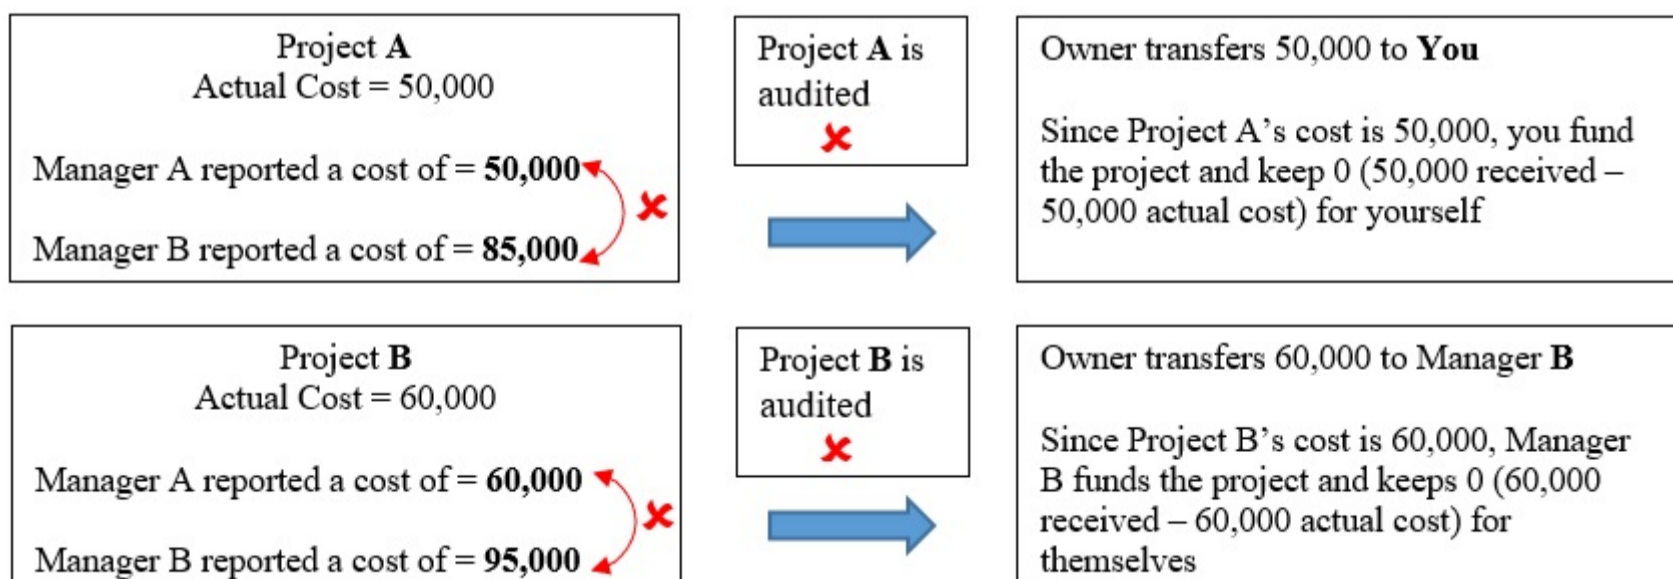 Project A
Actual Cost = 50,000
Manager A reported a cost of = 50,000
Manager B reported a cost of = 85,000
Project A is
audited
Owner transfers 50,000 to You
Since Project A’s cost is 50,000, you fund
the project and keep 0 (50,000 received –
50,000 actual cost) for yourself
Project B
Actual Cost = 60,000
Manager A reported a cost of = 60,000
Manager B reported a cost of = 95,000
Project B is
audited
Owner transfers 60,000 to Manager B
Since Project B’s cost is 60,000, Manager
B funds the project and keeps 0 (60,000
received – 60,000 actual cost) for
themselves